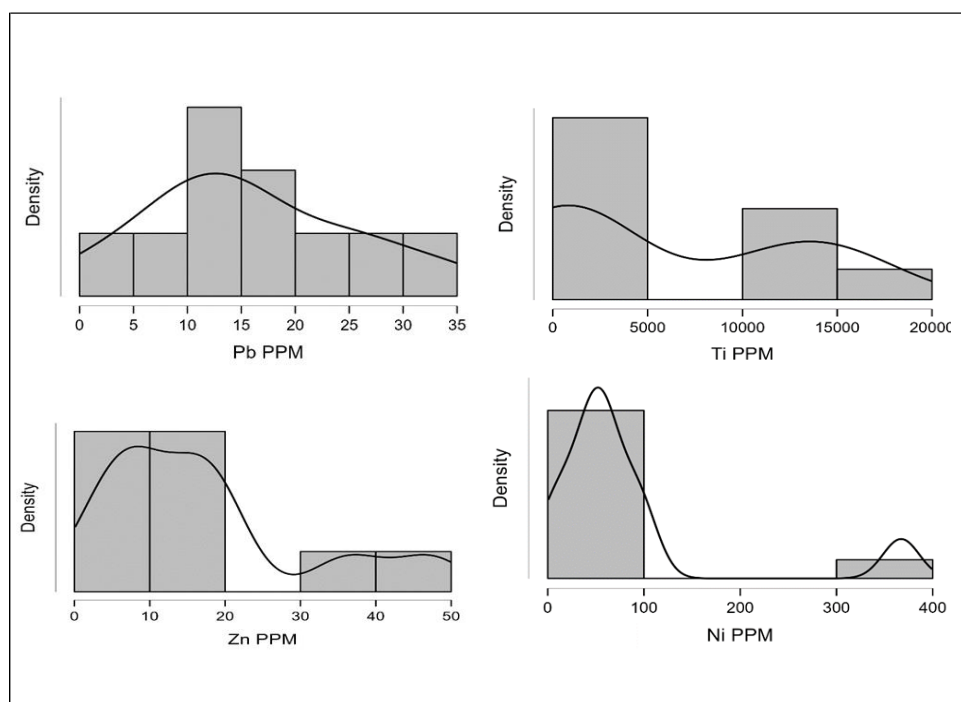 Density
0 5 10 15 20 25 30 35
Pb PPM
Density
0 5000 10000 15000 20000
Ti PPM
Density
0 10 20 30 40 50
Zn PPM
Density
0 100 200 300 400
Ni PPM